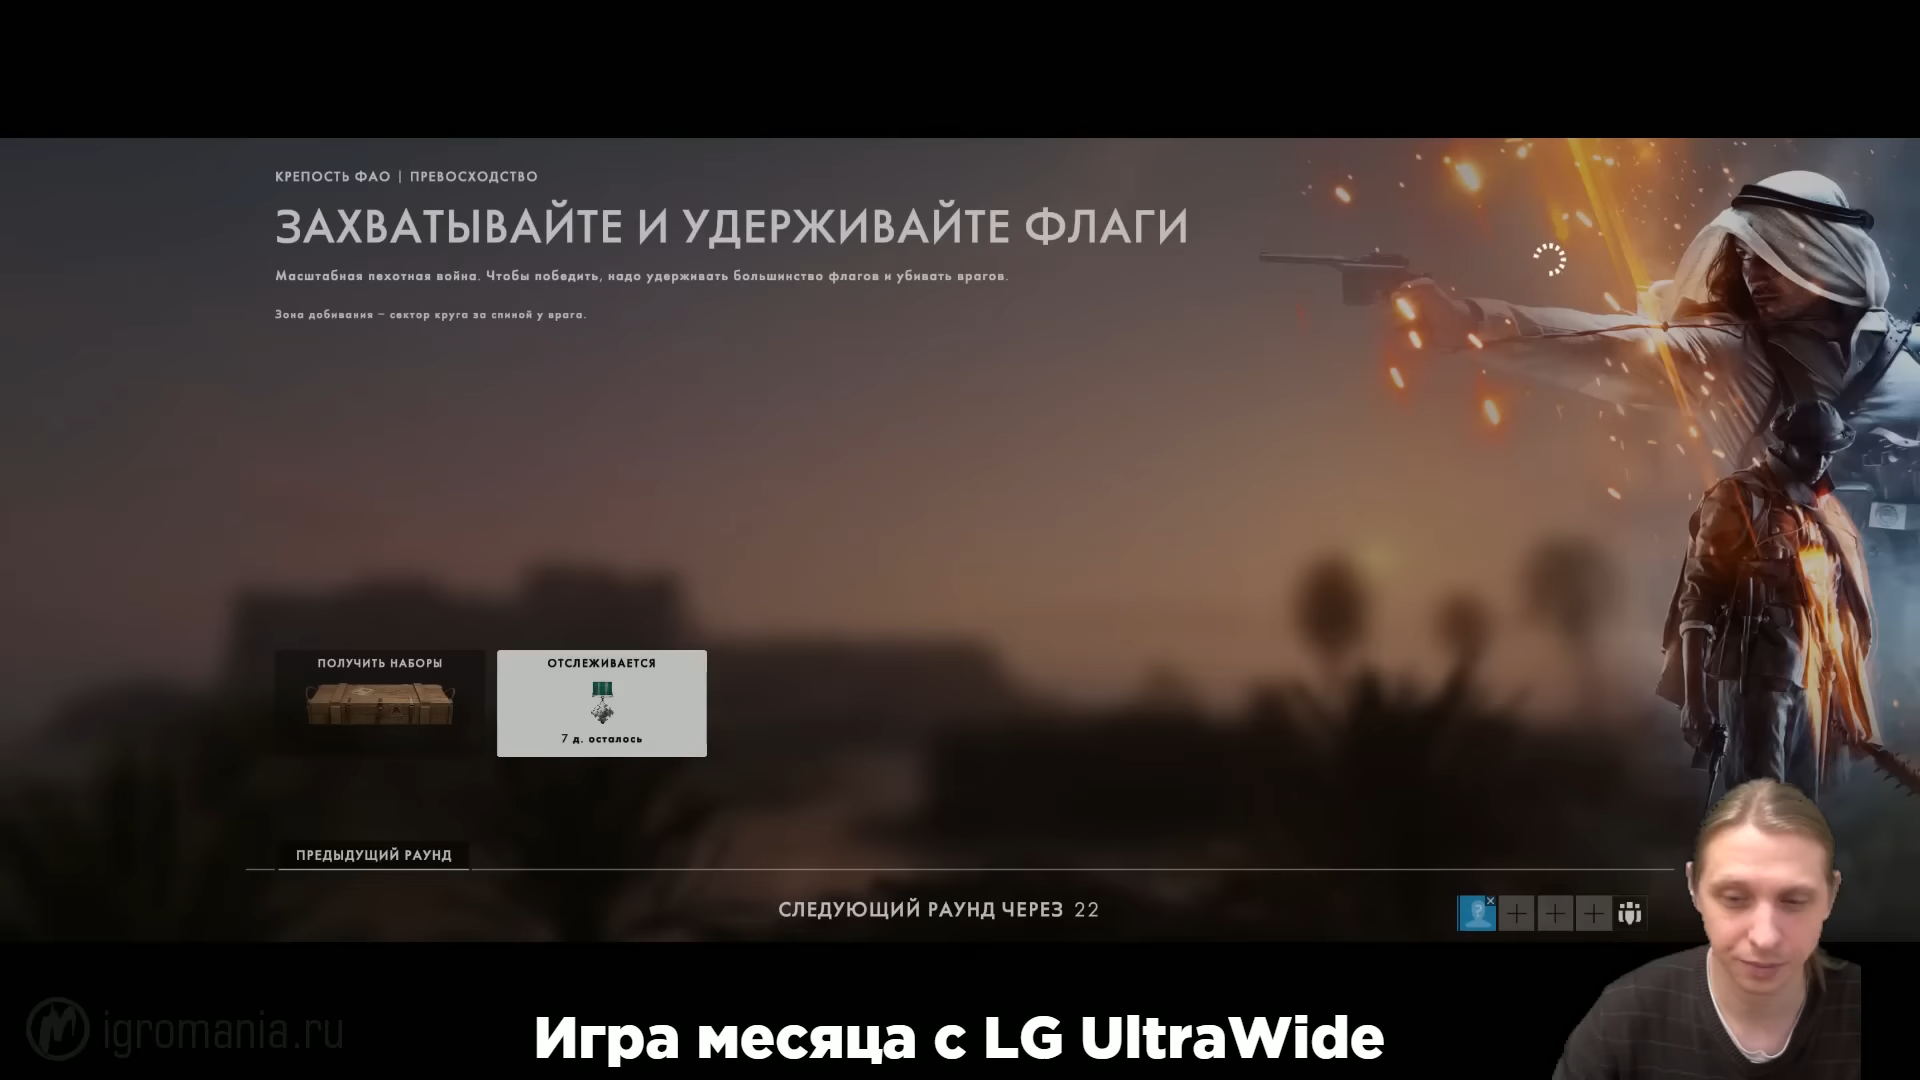 КРЕПОСТЬ ФАО | ПРЕВОСХОДСТВО
ЗАХВАТЫВАЙТЕ И УДЕРЖИВАЙТЕ ФЛАГИ
Масштабная пехотная война. Чтобы победить, надо удерживать большинство флагов и убивать врагов.
Зона добивания – сектор круга за спиной у врага.
ПОЛУЧИТЬ НАБОРЫ
ОТСЛЕЖИВАЕТСЯ
7 д. осталось
ПРЕДЫДУЩИЙ РАУНД
СЛЕДУЮЩИЙ РАУНД ЧЕРЕЗ 22
igromania.ru
Игра месяца с LG UltraWide